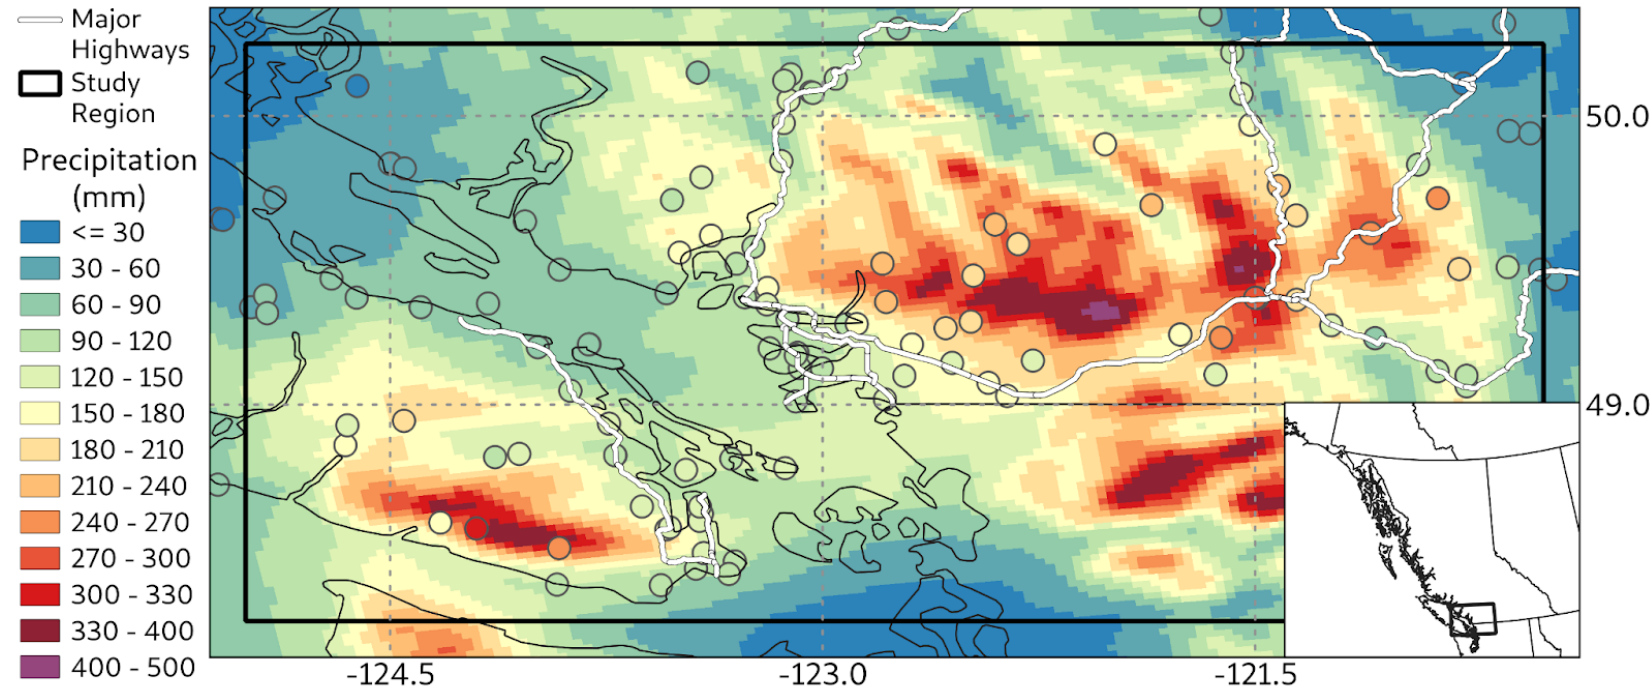 Major
Highways
Study
Region
Precipitation
(mm)
<= 30
30 - 60
60 - 90
90 - 120
120 - 150
150 - 180
180 - 210
210 - 240
240 - 270
270 - 300
300 - 330
330 - 400
400 - 500
50.0
49.0
-124.5
-123.0
-121.5